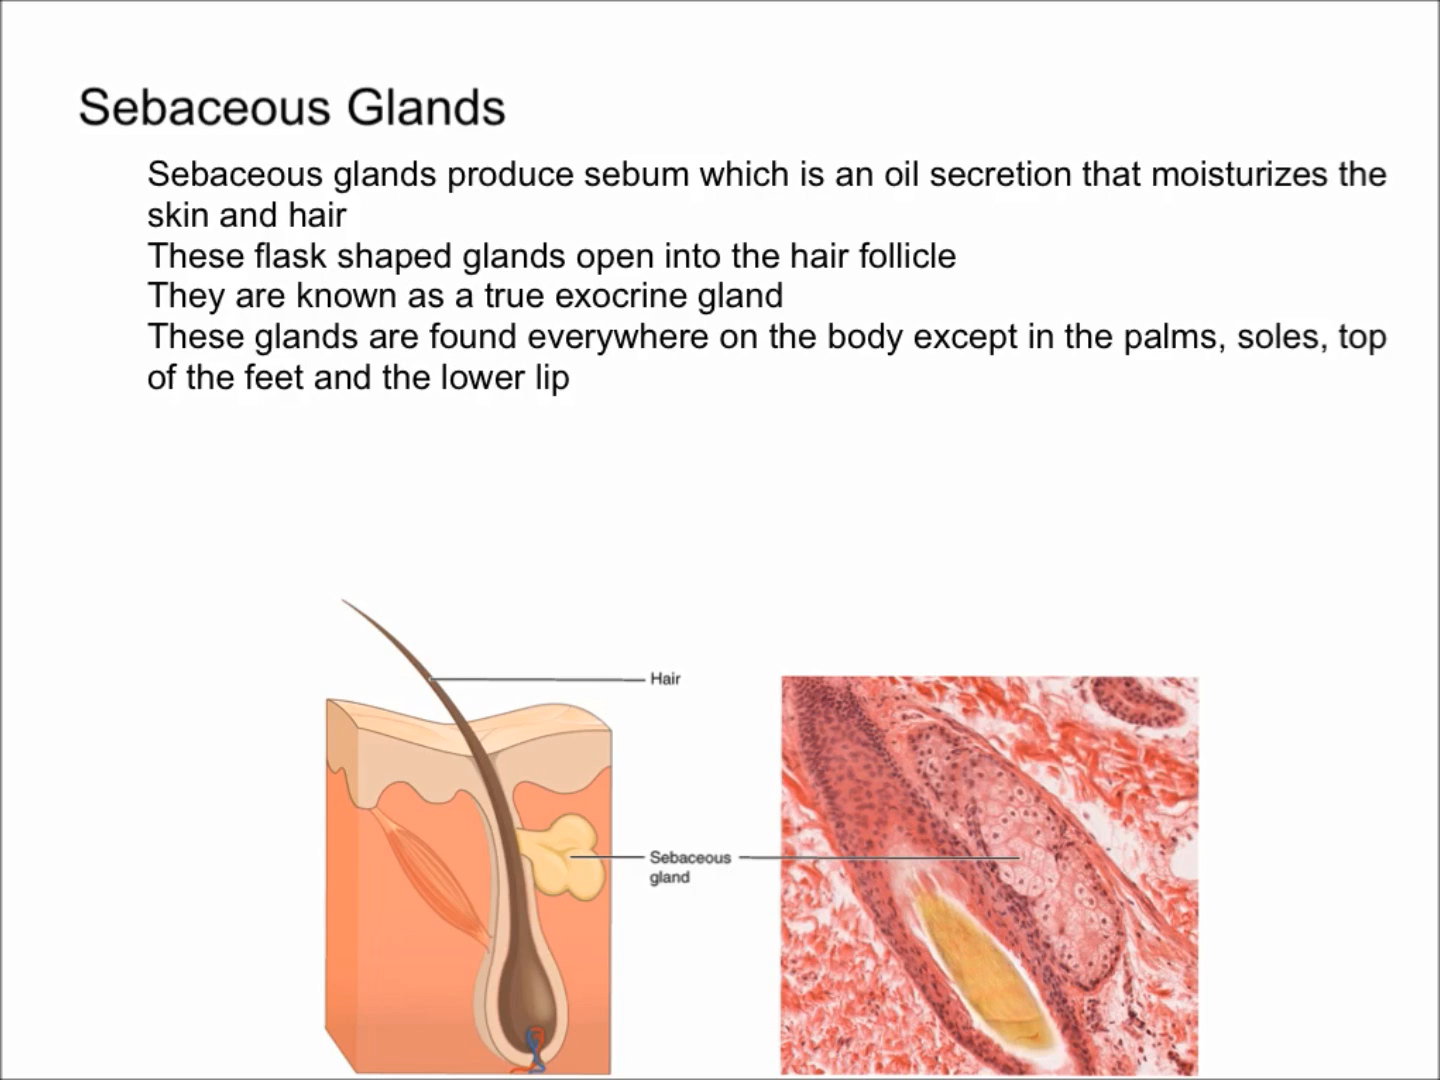 Sebaceous Glands
Sebaceous glands produce sebum which is an oil secretion that moisturizes the
skin and hair
These flask shaped glands open into the hair follicle
They are known as a true exocrine gland
These glands are found everywhere on the body except in the palms, soles, top
of the feet and the lower lip
Hair
Sebaceous
gland